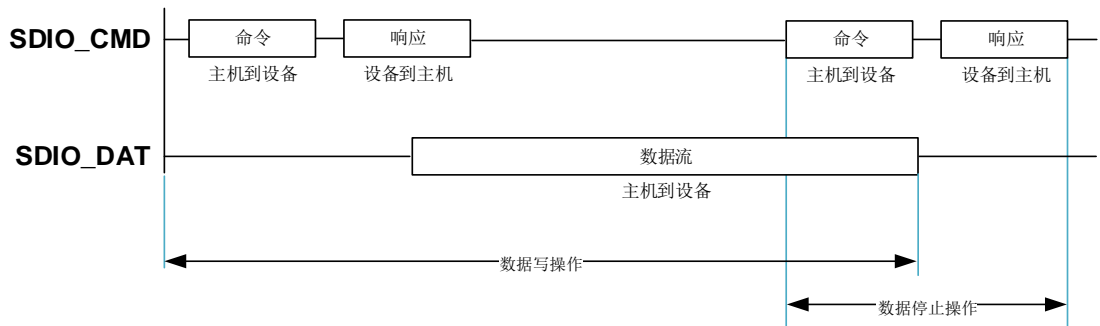 SDIO_CMD
命令
响应
命令
响应
主机到设备
设备到主机
主机到设备
设备到主机
SDIO_DAT
数据流
主机到设备
数据写操作
数据停止操作